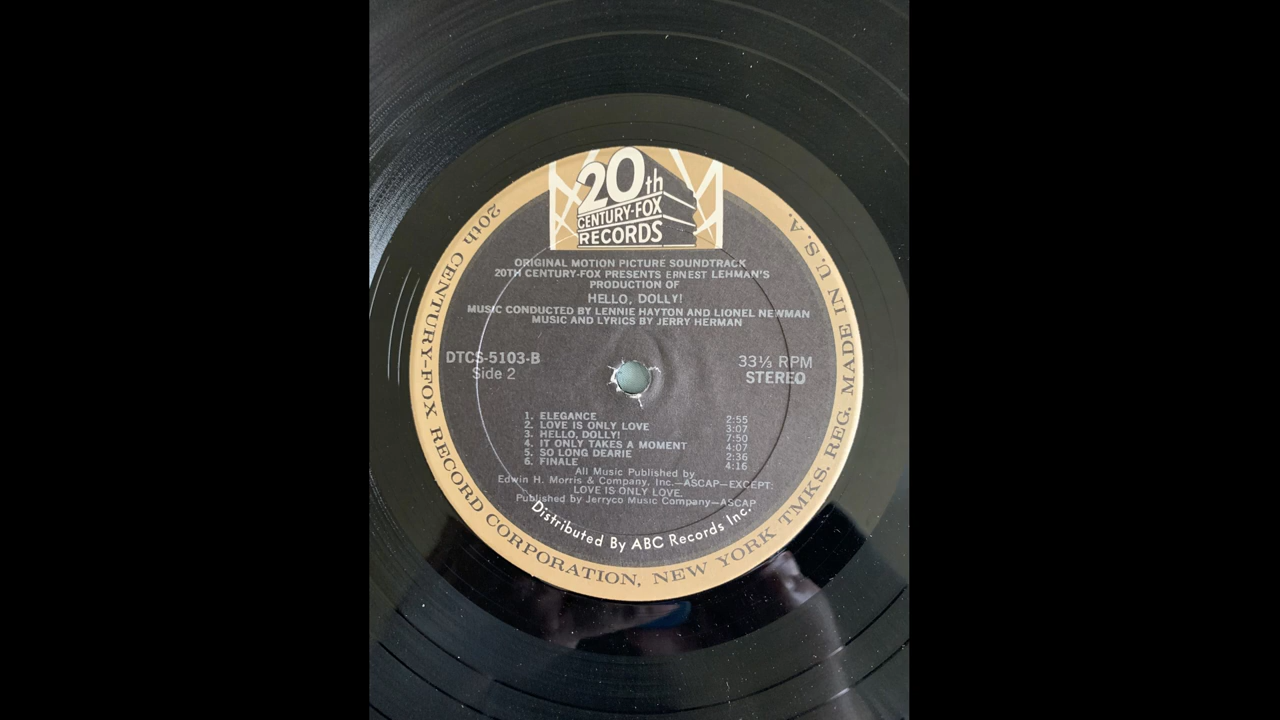 20th
CENTURY-FOX
RECORDS
ORIGINAL MOTION PICTURE SOUNDTRACK
20TH CENTURY-FOX PRESENTS ERNEST LEHMAN'S
PRODUCTION OF
HELLO, DOLLY!
MUSIC CONDUCTED BY LENNIE HAYTON AND LIONEL NEWMAN
MUSIC AND LYRICS BY JERRY HERMAN
DTCS-5103-B
Side 2
33⅓ RPM
STEREO
1. ELEGANCE 2:55
2. LOVE IS ONLY LOVE 3:07
3. HELLO, DOLLY! 7:50
4. IT ONLY TAKES A MOMENT 4:07
5. SO LONG DEARIE 2:36
6. FINALE 4:16
All Music Published by
Edwin H. Morris & Company, Inc.—ASCAP—EXCEPT:
LOVE IS ONLY LOVE.
Published by Jerryco Music Company—ASCAP
Distributed By ABC Records Inc.
20th CENTURY-FOX RECORD CORPORATION, NEW YORK TMKS. REG. MADE IN U.S.A.